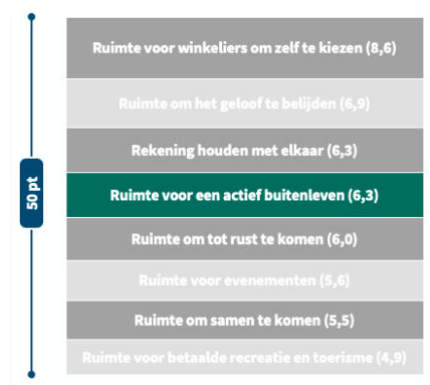 Ruimte voor winkeliers om zelf te kiezen (8,6)
Ruimte om het geloof te belijden (6,9)
Rekening houden met elkaar (6,3)
50 pt
Ruimte voor een actief buitenleven (6,3)
Ruimte om tot rust te komen (6,0)
Ruimte voor evenementen (5,6)
Ruimte om samen te komen (5,5)
Ruimte voor betaalde recreatie en toerisme (4,9)